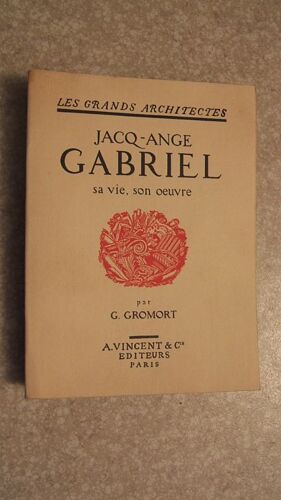 LES GRANDS ARCHITECTES
JACQ-ANGE
GABRIEL
sa vie, son oeuvre
par
G. GROMORT
A. VINCENT & Cie
EDITEURS
PARIS